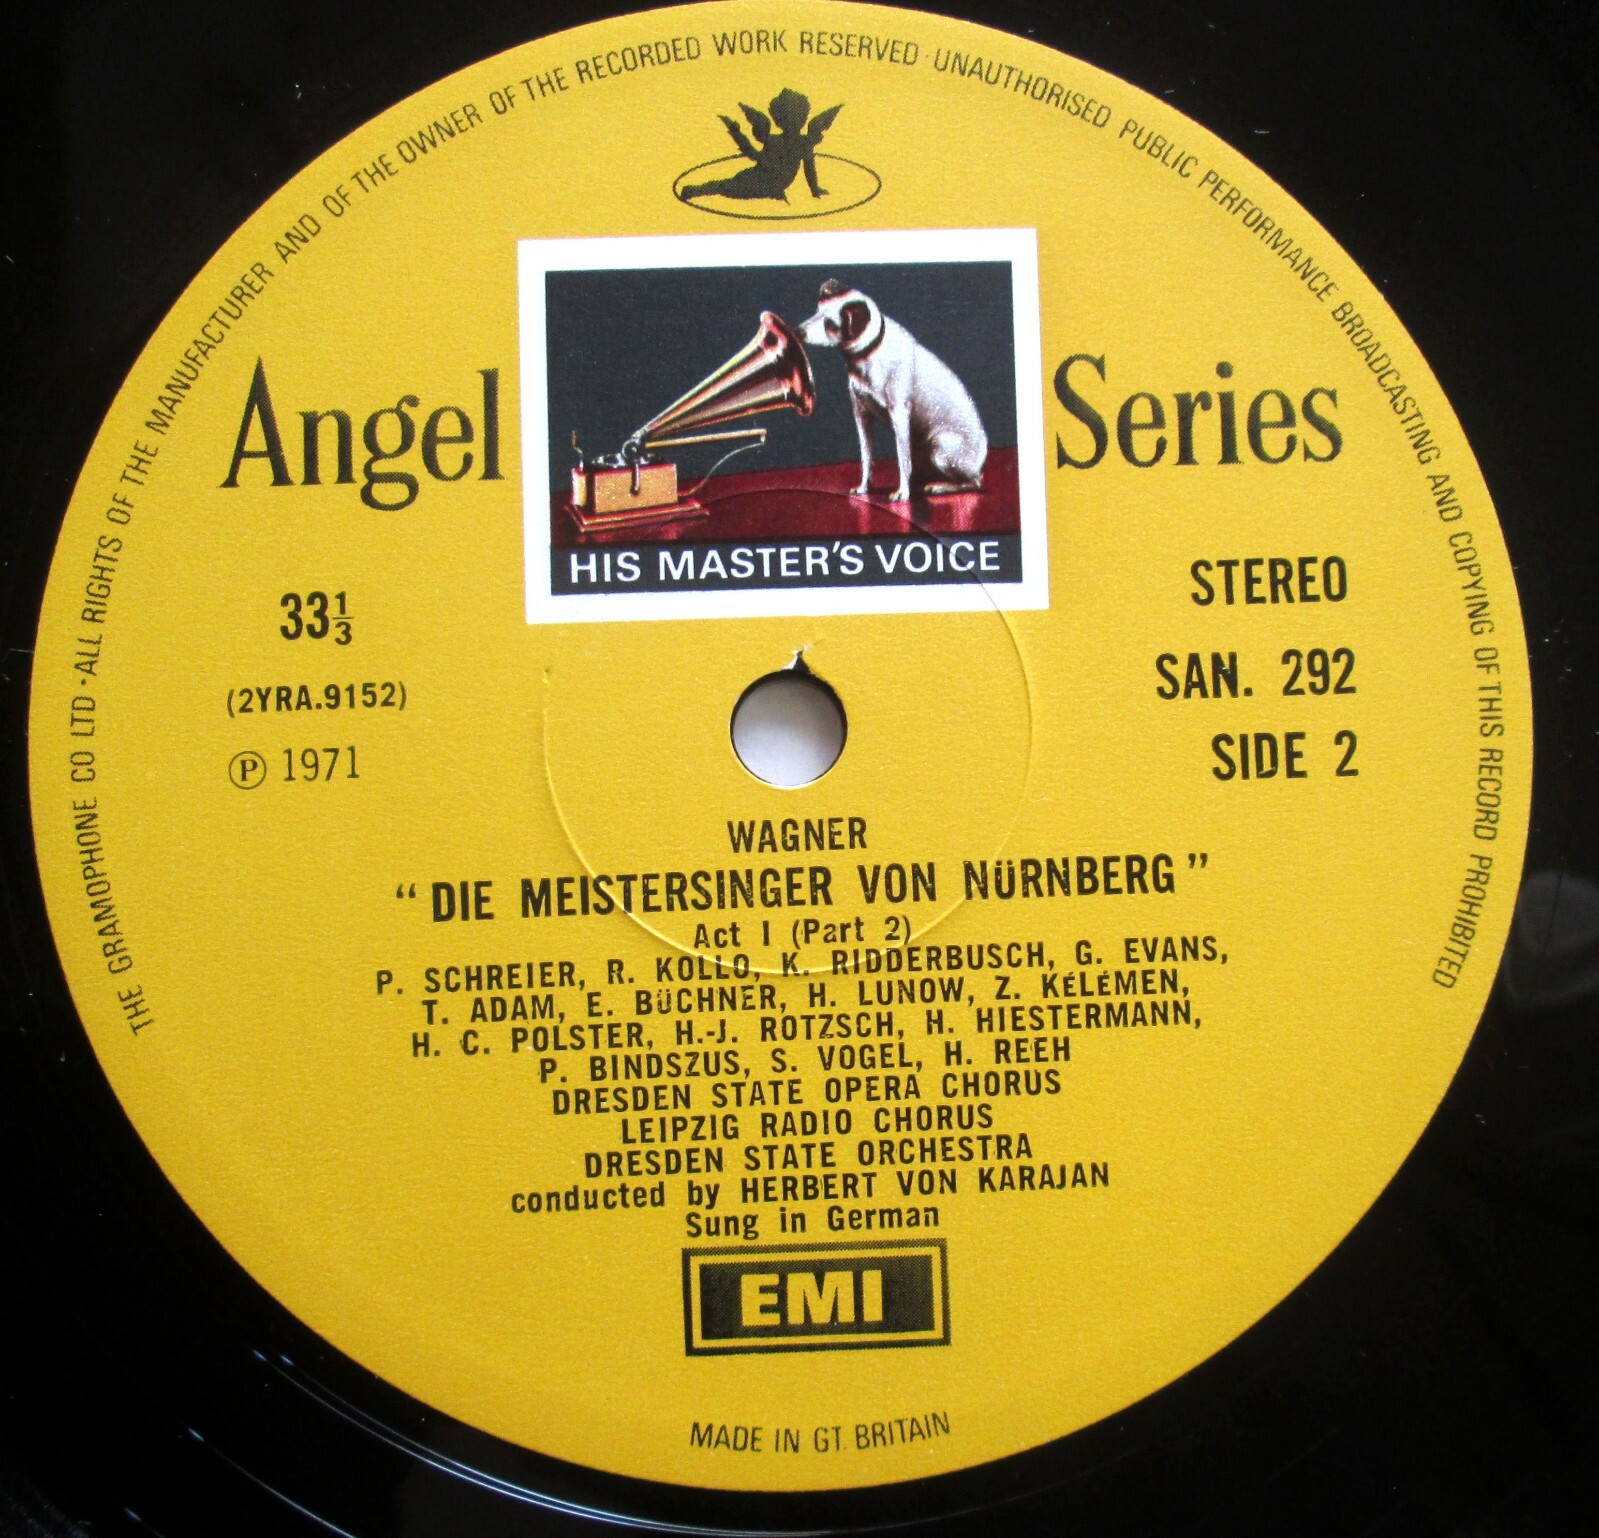 THE GRAMOPHONE CO LTD · ALL RIGHTS OF THE MANUFACTURER AND OF THE OWNER OF THE RECORDED WORK RESERVED · UNAUTHORISED PUBLIC PERFORMANCE BROADCASTING AND COPYING OF THIS RECORD PROHIBITED
Angel Series
HIS MASTER'S VOICE
33⅓
(2YRA.9152)
℗ 1971
STEREO
SAN. 292
SIDE 2
WAGNER
“DIE MEISTERSINGER VON NÜRNBERG”
Act I (Part 2)
P. SCHREIER, R. KOLLO, K. RIDDERBUSCH, G. EVANS,
T. ADAM, E. BÜCHNER, H. LUNOW, Z. KÉLÉMEN,
H. C. POLSTER, H.-J. ROTZSCH, H. HIESTERMANN,
P. BINDSZUS, S. VOGEL, H. REEH
DRESDEN STATE OPERA CHORUS
LEIPZIG RADIO CHORUS
DRESDEN STATE ORCHESTRA
conducted by HERBERT VON KARAJAN
Sung in German
EMI
MADE IN GT. BRITAIN